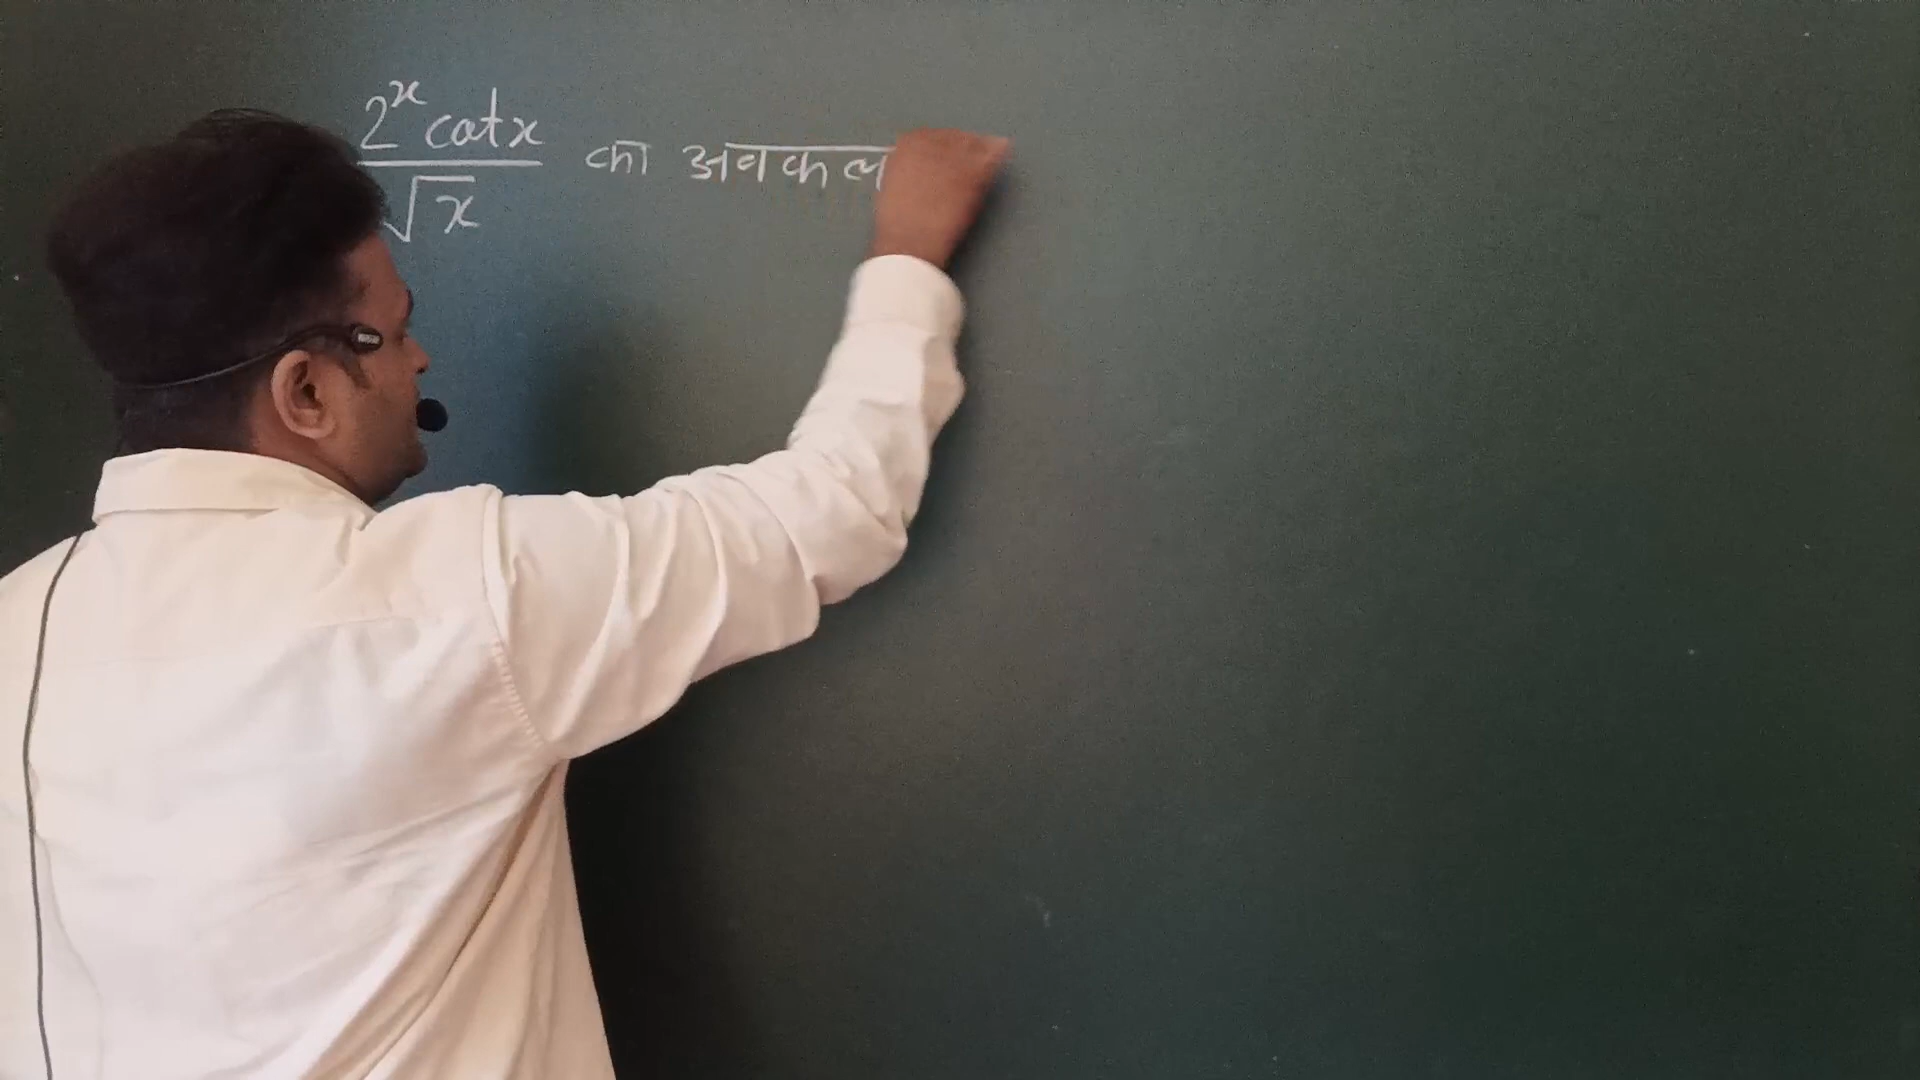 2^x cot x / √x का अवकल